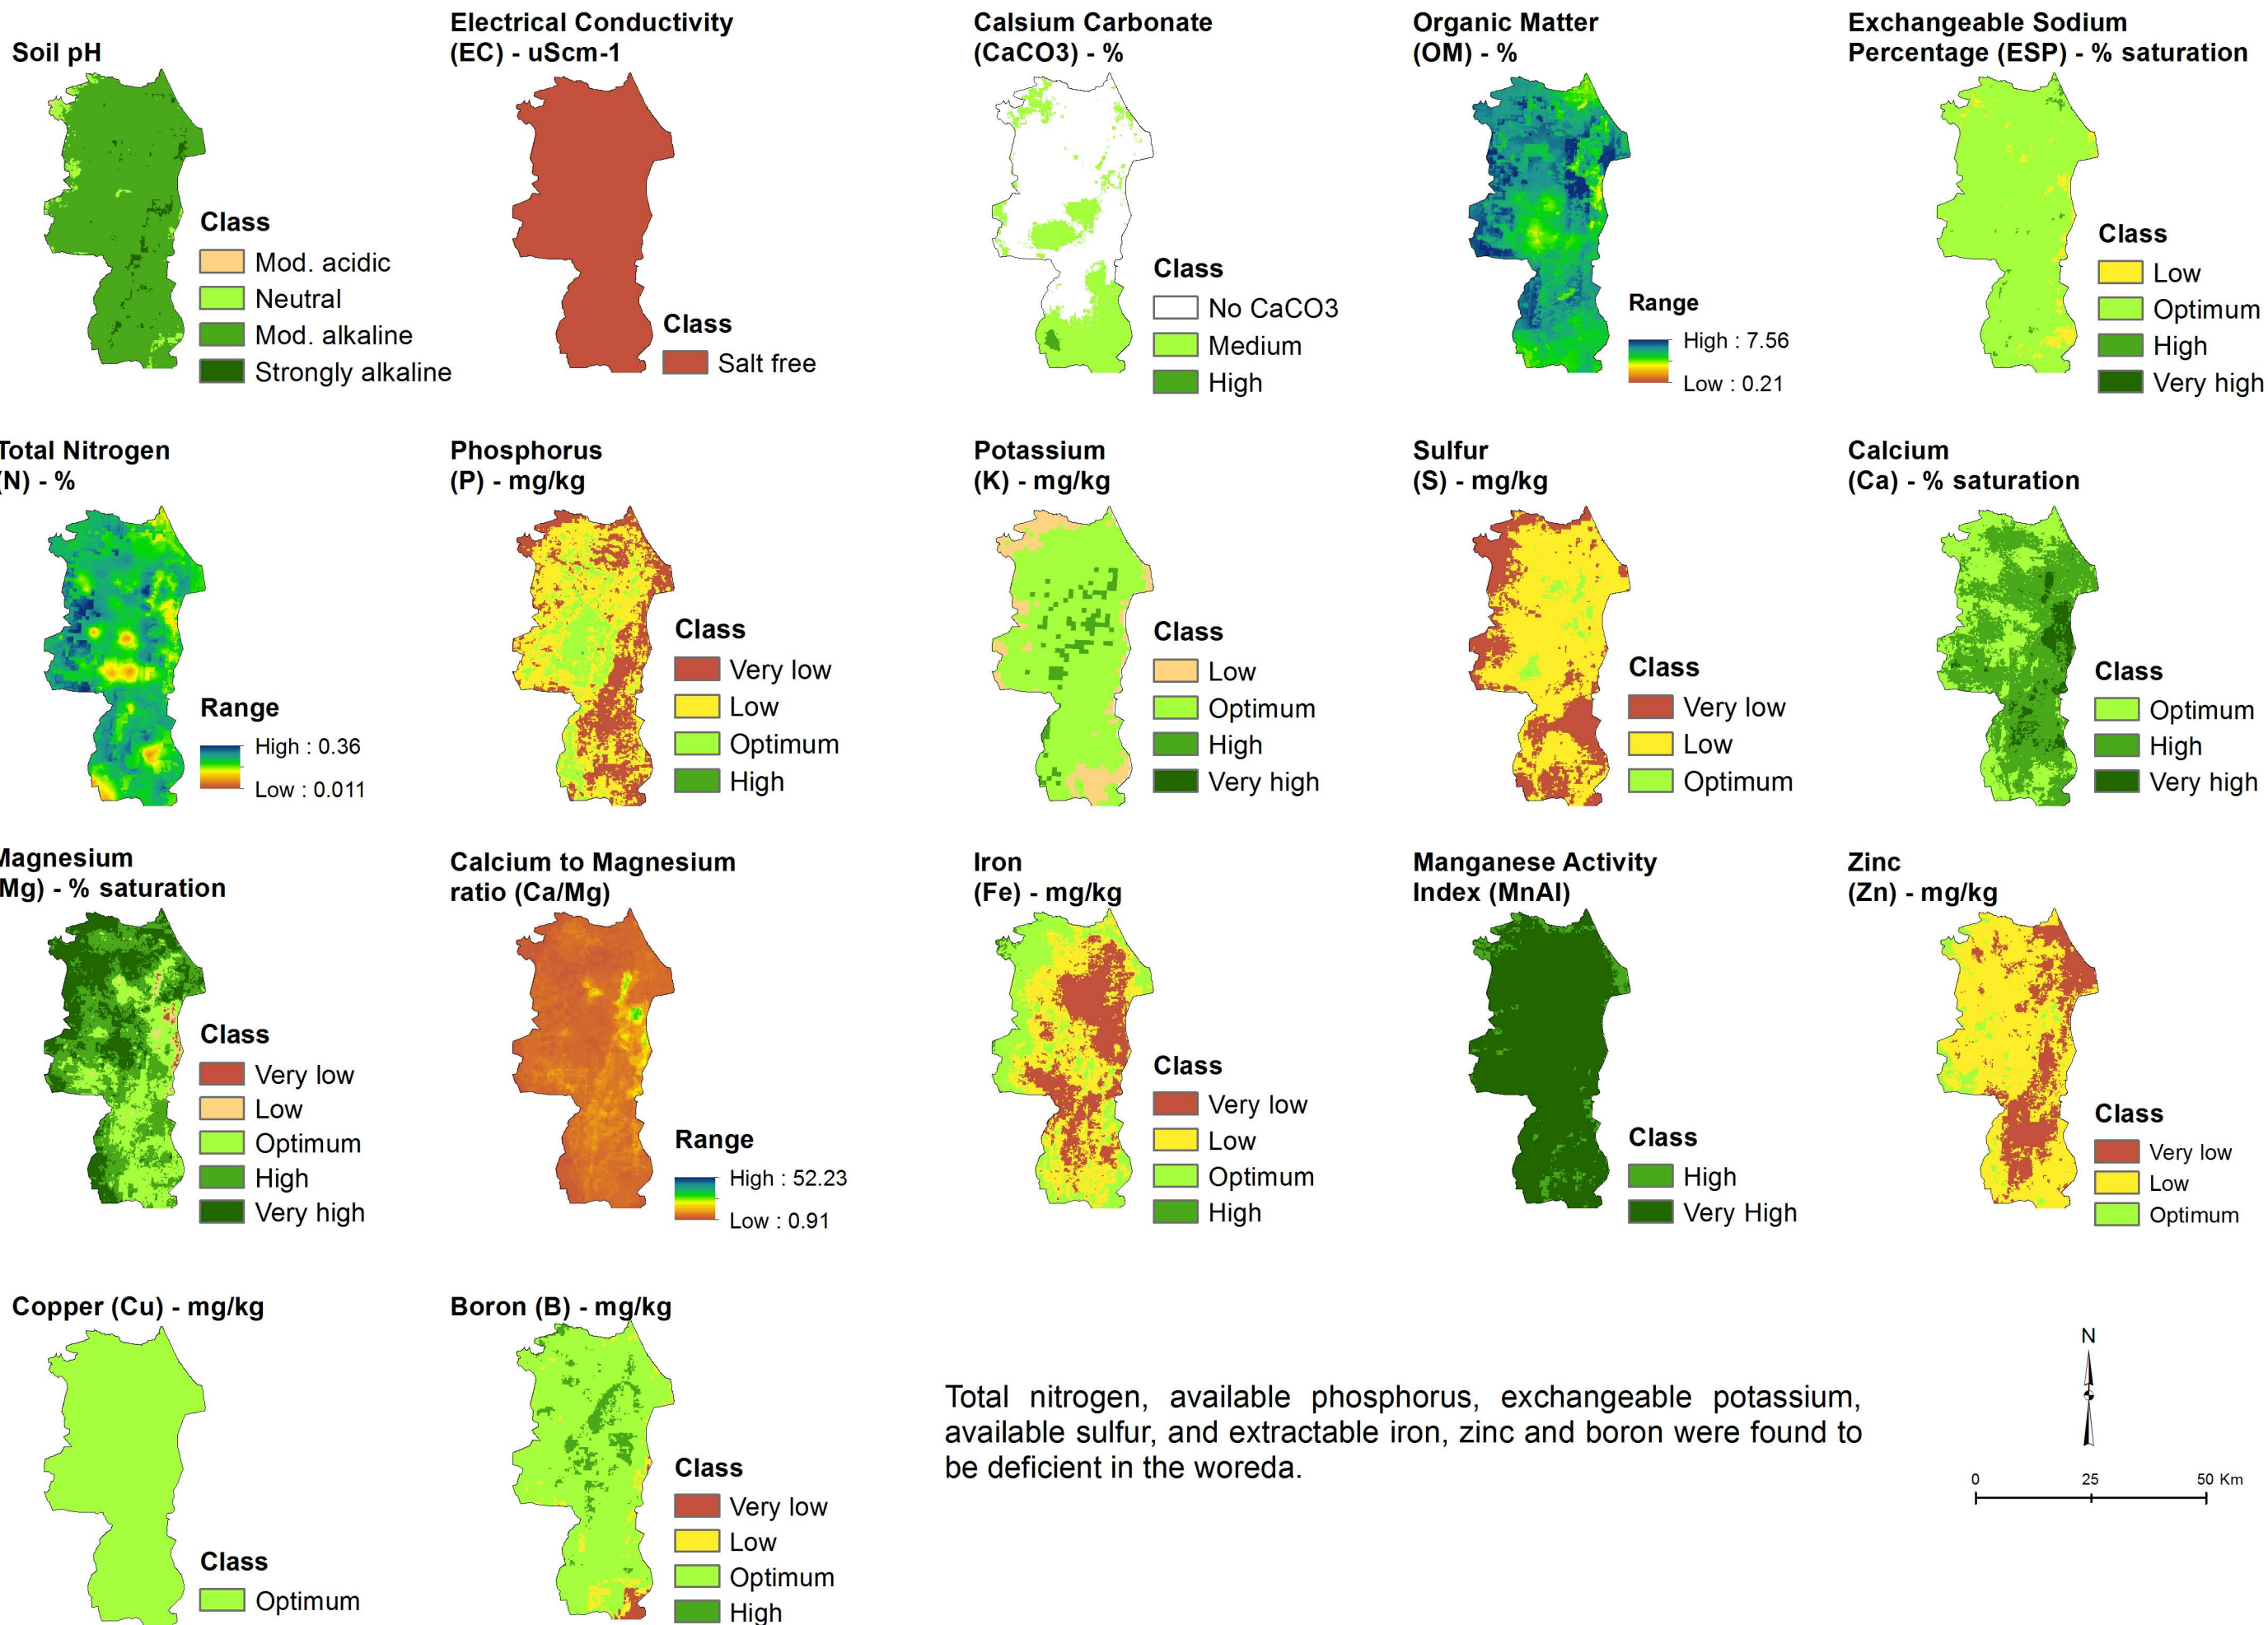 Soil pH
Class
Mod. acidic
Neutral
Mod. alkaline
Strongly alkaline
Electrical Conductivity
(EC) - uScm-1
Class
Salt free
Calsium Carbonate
(CaCO3) - %
Class
No CaCO3
Medium
High
Organic Matter
(OM) - %
Range
High : 7.56
Low : 0.21
Exchangeable Sodium
Percentage (ESP) - % saturation
Class
Low
Optimum
High
Very high
Total Nitrogen
(N) - %
Range
High : 0.36
Low : 0.011
Phosphorus
(P) - mg/kg
Class
Very low
Low
Optimum
High
Potassium
(K) - mg/kg
Class
Low
Optimum
High
Very high
Sulfur
(S) - mg/kg
Class
Very low
Low
Optimum
Calcium
(Ca) - % saturation
Class
Optimum
High
Very high
Magnesium
(Mg) - % saturation
Class
Very low
Low
Optimum
High
Very high
Calcium to Magnesium
ratio (Ca/Mg)
Range
High : 52.23
Low : 0.91
Iron
(Fe) - mg/kg
Class
Very low
Low
Optimum
High
Manganese Activity
Index (MnAI)
Class
High
Very High
Zinc
(Zn) - mg/kg
Class
Very low
Low
Optimum
Copper (Cu) - mg/kg
Class
Optimum
Boron (B) - mg/kg
Class
Very low
Low
Optimum
High
Total nitrogen, available phosphorus, exchangeable potassium,
available sulfur, and extractable iron, zinc and boron were found to
be deficient in the woreda.
N
0 25 50 Km